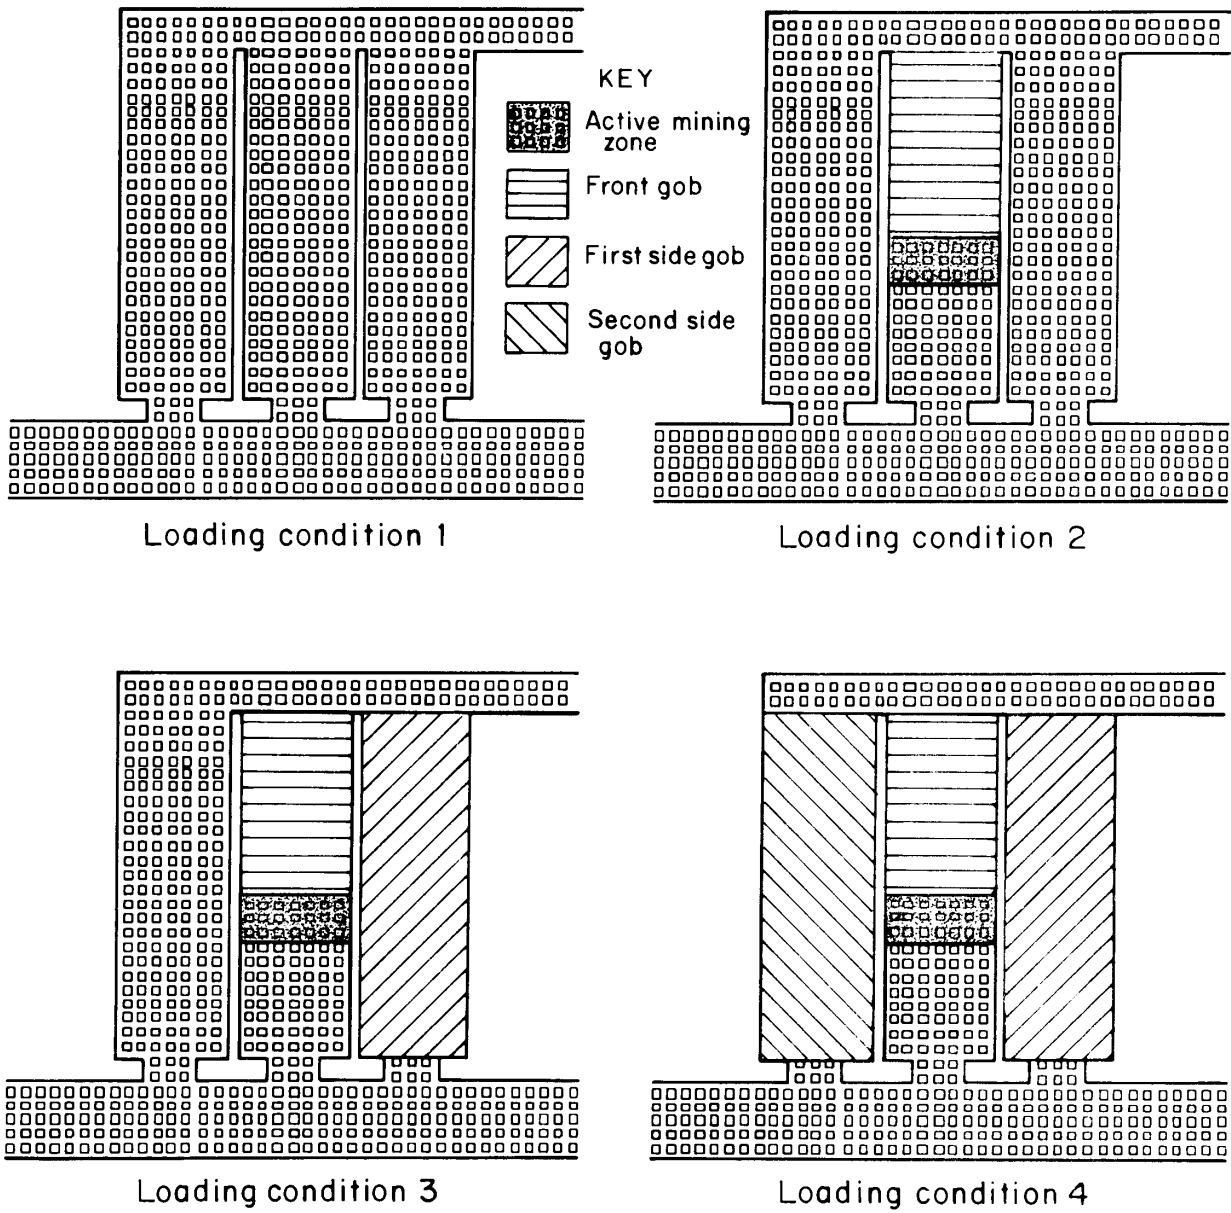 KEY
Active mining
zone
Front gob
First side gob
Second side
gob
Loading condition 1
Loading condition 2
Loading condition 3
Loading condition 4